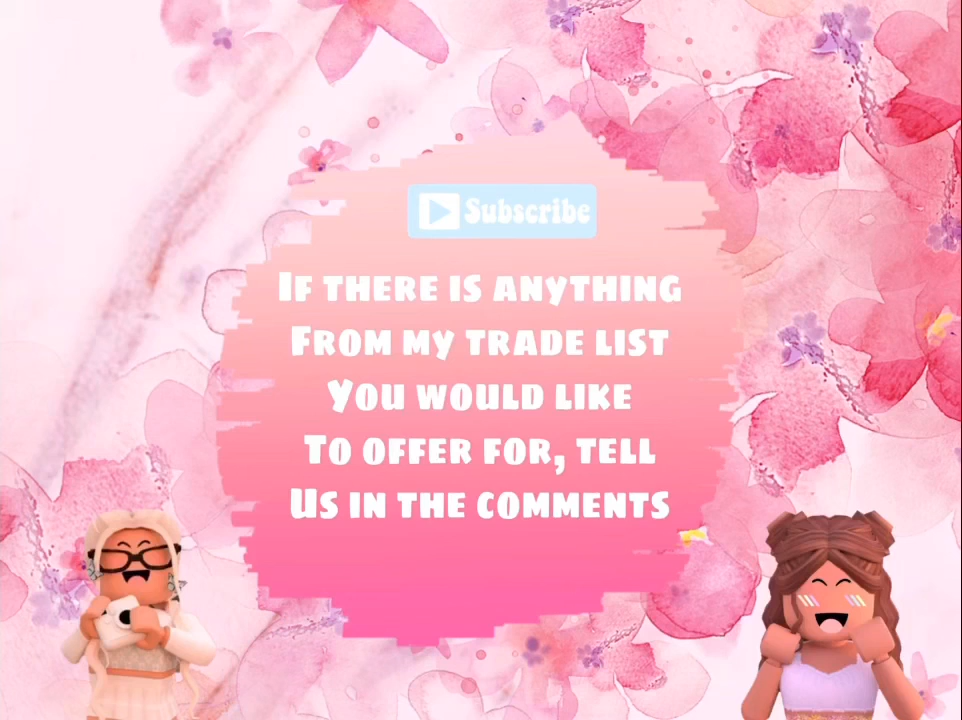 Subscribe
If there is anything
From my trade list
You would like
To offer for, tell
Us in the comments